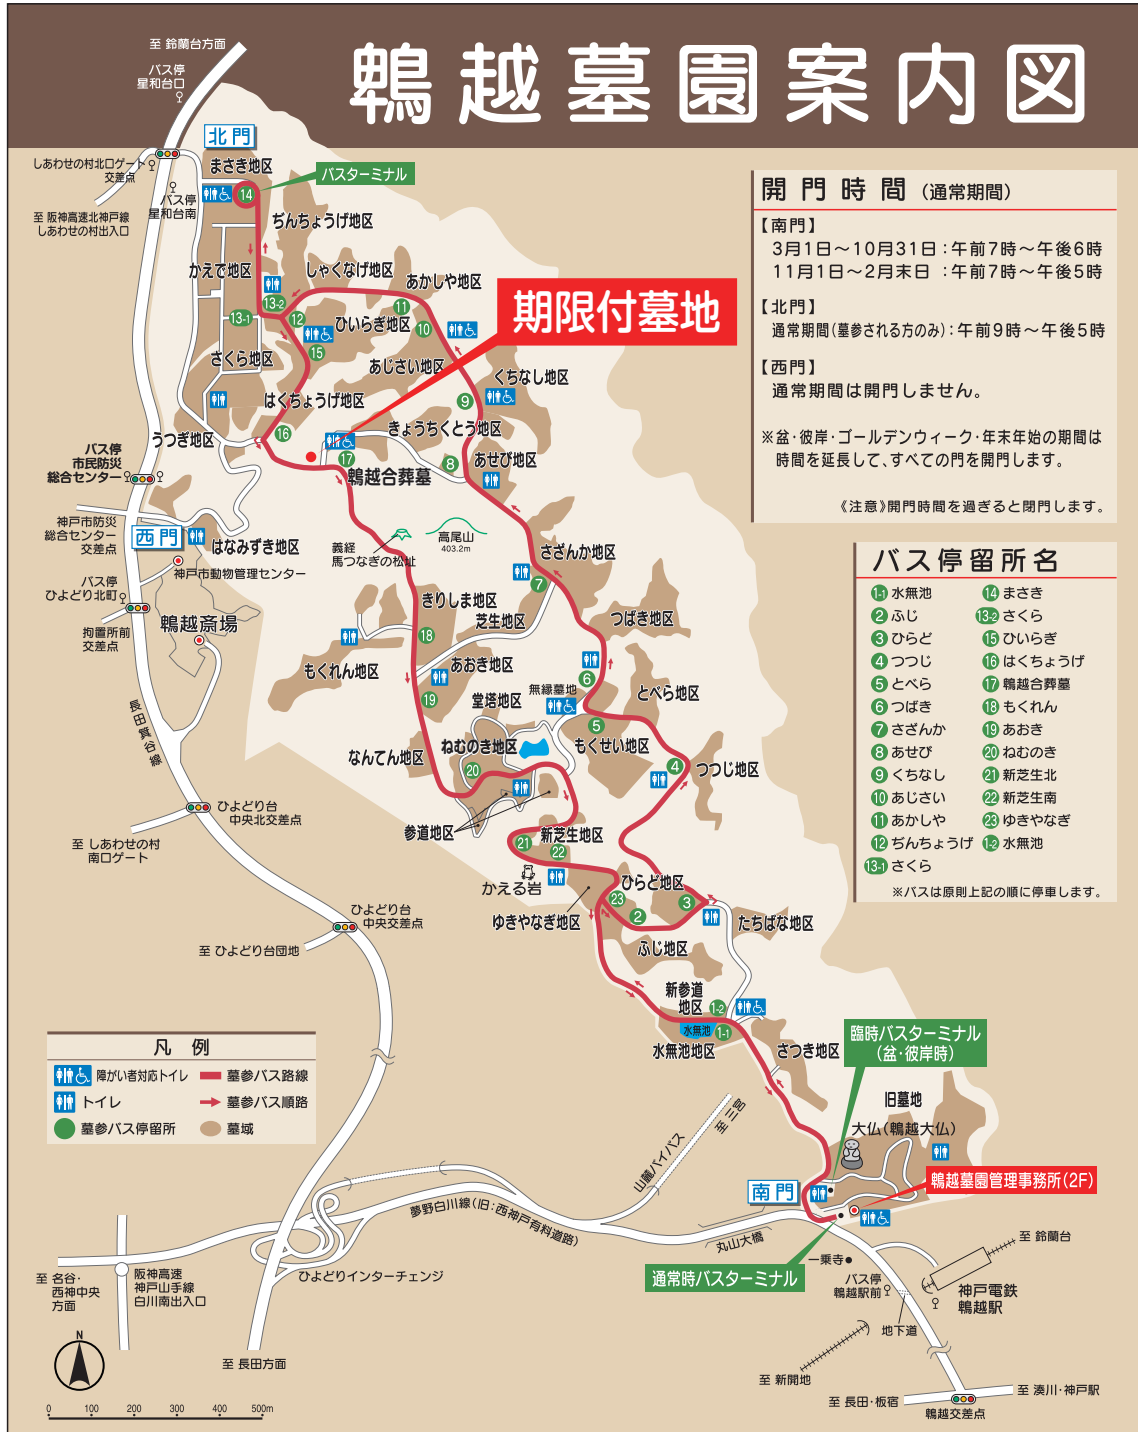 鵯越墓園案内図
至 鈴蘭台方面
バス停
星和台口
北門
しあわせの村北口ゲート
交差点
まさき地区
バスターミナル
14
バス停
星和台南
至 阪神高速北神戸線
しあわせの村出入口
ぢんちょうげ地区
かえで地区
しゃくなげ地区
あかしや地区
13-2
13-1
12
11
10
ひいらぎ地区
15
期限付墓地
さくら地区
あじさい地区
くちなし地区
はくちょうげ地区
9
うつぎ地区
16
きょうちくとう地区
あせび地区
8
17
鵯越合葬墓
バス停
市民防災
総合センター
神戸市防災
総合センター
交差点
西門
はなみずき地区
神戸市動物管理センター
義経
馬つなぎの松址
高尾山
403.2m
さざんか地区
7
バス停
ひよどり北町
拘置所前
交差点
鵯越斎場
きりしま地区
芝生地区
つばき地区
18
もくれん地区
あおき地区
6
19
堂塔地区
無縁墓地
とべら地区
5
長田箕谷線
なんてん地区
ねむのき地区
もくせい地区
20
4
つつじ地区
参道地区
新芝生地区
21
22
ひよどり台
中央北交差点
至 しあわせの村
南口ゲート
かえる岩
ひらど地区
23
3
2
ゆきやなぎ地区
たちばな地区
ひよどり台
中央交差点
至 ひよどり台団地
ふじ地区
新参道
地区
1-2
水無池
1-1
水無池地区
さつき地区
臨時バスターミナル
(盆・彼岸時)
旧墓地
大仏(鵯越大仏)
南門
鵯越墓園管理事務所(2F)
通常時バスターミナル
至 三宮
山麓バイパス
夢野白川線(旧:西神戸有料道路)
丸山大橋
一乗寺
バス停
鵯越駅前
地下道
至 鈴蘭台
神戸電鉄
鵯越駅
至 新開地
至 長田・板宿
至 湊川・神戸駅
鵯越交差点
至 名谷・
西神中央
方面
阪神高速
神戸山手線
白川南出入口
ひよどりインターチェンジ
至 長田方面
開門時間 (通常期間)
【南門】
3月1日～10月31日:午前7時～午後6時
11月1日～2月末日 :午前7時～午後5時
【北門】
通常期間(墓参される方のみ):午前9時～午後5時
【西門】
通常期間は開門しません。
※盆・彼岸・ゴールデンウィーク・年末年始の期間は
時間を延長して、すべての門を開門します。
《注意》開門時間を過ぎると閉門します。
バス停留所名
1-1 水無池
2 ふじ
3 ひらど
4 つつじ
5 とべら
6 つばき
7 さざんか
8 あせび
9 くちなし
10 あじさい
11 あかしや
12 ぢんちょうげ
13-1 さくら
14 まさき
13-2 さくら
15 ひいらぎ
16 はくちょうげ
17 鵯越合葬墓
18 もくれん
19 あおき
20 ねむのき
21 新芝生北
22 新芝生南
23 ゆきやなぎ
1-2 水無池
※バスは原則上記の順に停車します。
凡 例
障がい者対応トイレ
トイレ
墓参バス停留所
墓参バス路線
墓参バス順路
墓域
N
0 100 200 300 400 500m